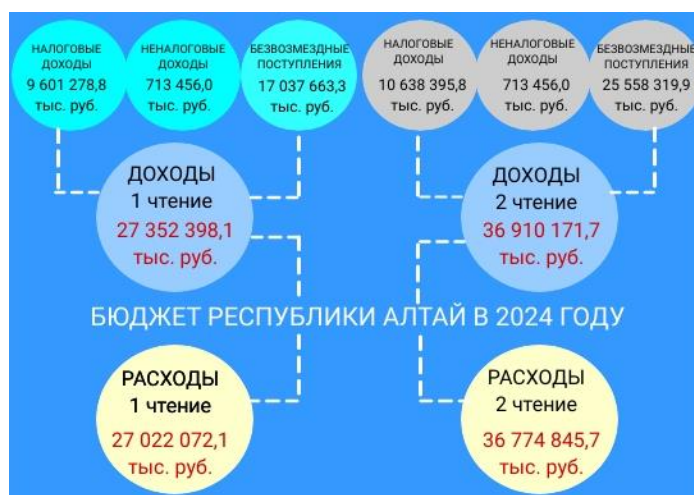 НАЛОГОВЫЕ
ДОХОДЫ
9 601 278,8
тыс. руб.
НЕНАЛОГОВЫЕ
ДОХОДЫ
713 456,0
тыс. руб.
БЕЗВОЗМЕЗДНЫЕ
ПОСТУПЛЕНИЯ
17 037 663,3
тыс. руб.
НАЛОГОВЫЕ
ДОХОДЫ
10 638 395,8
тыс. руб.
НЕНАЛОГОВЫЕ
ДОХОДЫ
713 456,0
тыс. руб.
БЕЗВОЗМЕЗДНЫЕ
ПОСТУПЛЕНИЯ
25 558 319,9
тыс. руб.
ДОХОДЫ
1 чтение
27 352 398,1
тыс. руб.
ДОХОДЫ
2 чтение
36 910 171,7
тыс. руб.
БЮДЖЕТ РЕСПУБЛИКИ АЛТАЙ В 2024 ГОДУ
РАСХОДЫ
1 чтение
27 022 072,1
тыс. руб.
РАСХОДЫ
2 чтение
36 774 845,7
тыс. руб.